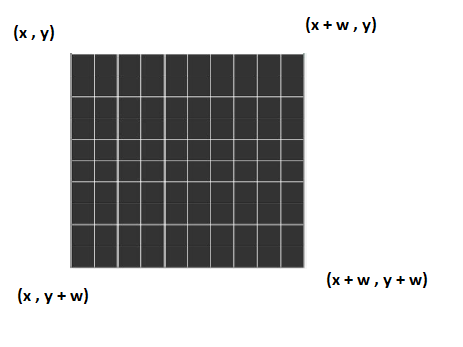 (x , y)
(x + w , y)
(x , y + w)
(x + w , y + w)